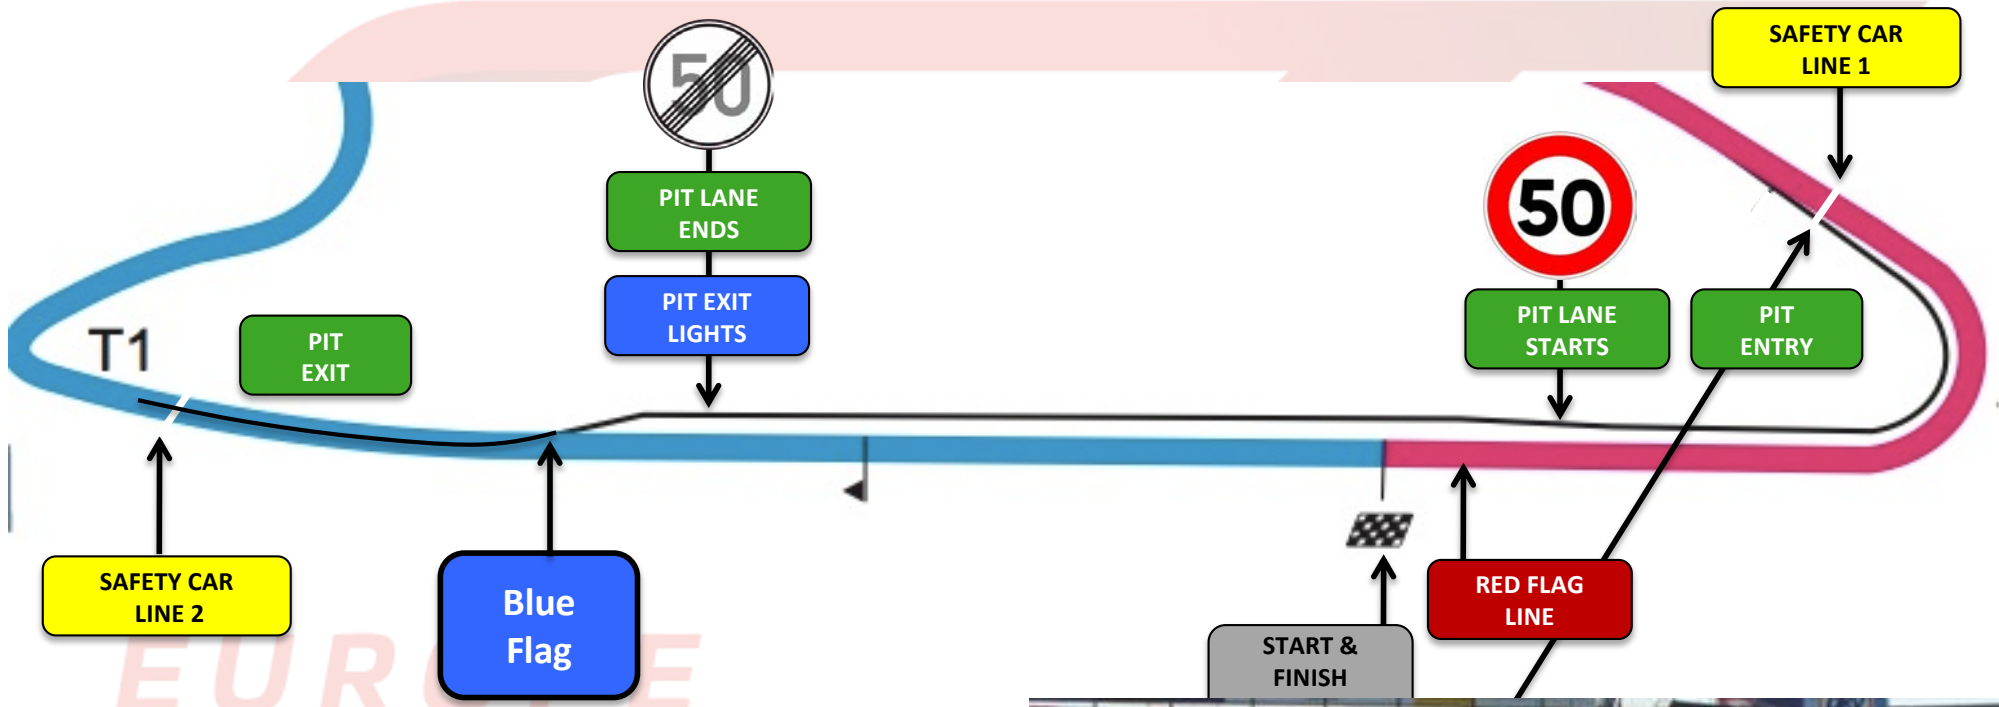 SAFETY CAR
LINE 1
50
PIT LANE
ENDS
50
PIT EXIT
LIGHTS
PIT LANE
STARTS
PIT
ENTRY
T1
PIT
EXIT
SAFETY CAR
LINE 2
Blue
Flag
RED FLAG
LINE
START &
FINISH
EUROPE